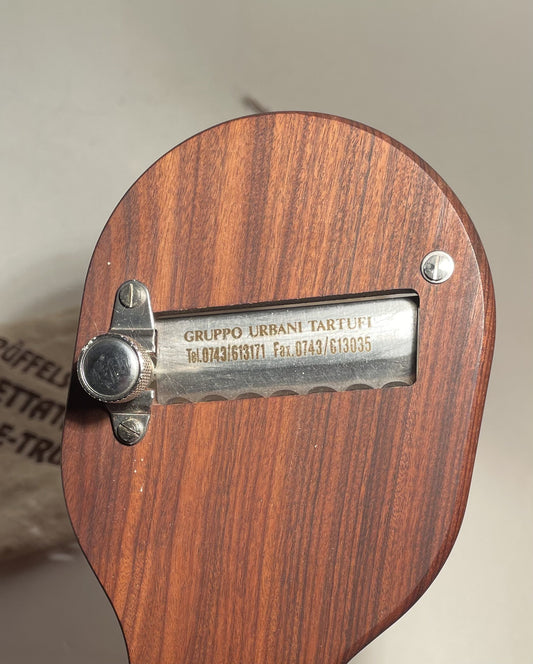 GRUPPO URBANI TARTUFI
Tel.0743/613171 Fax.0743/613035